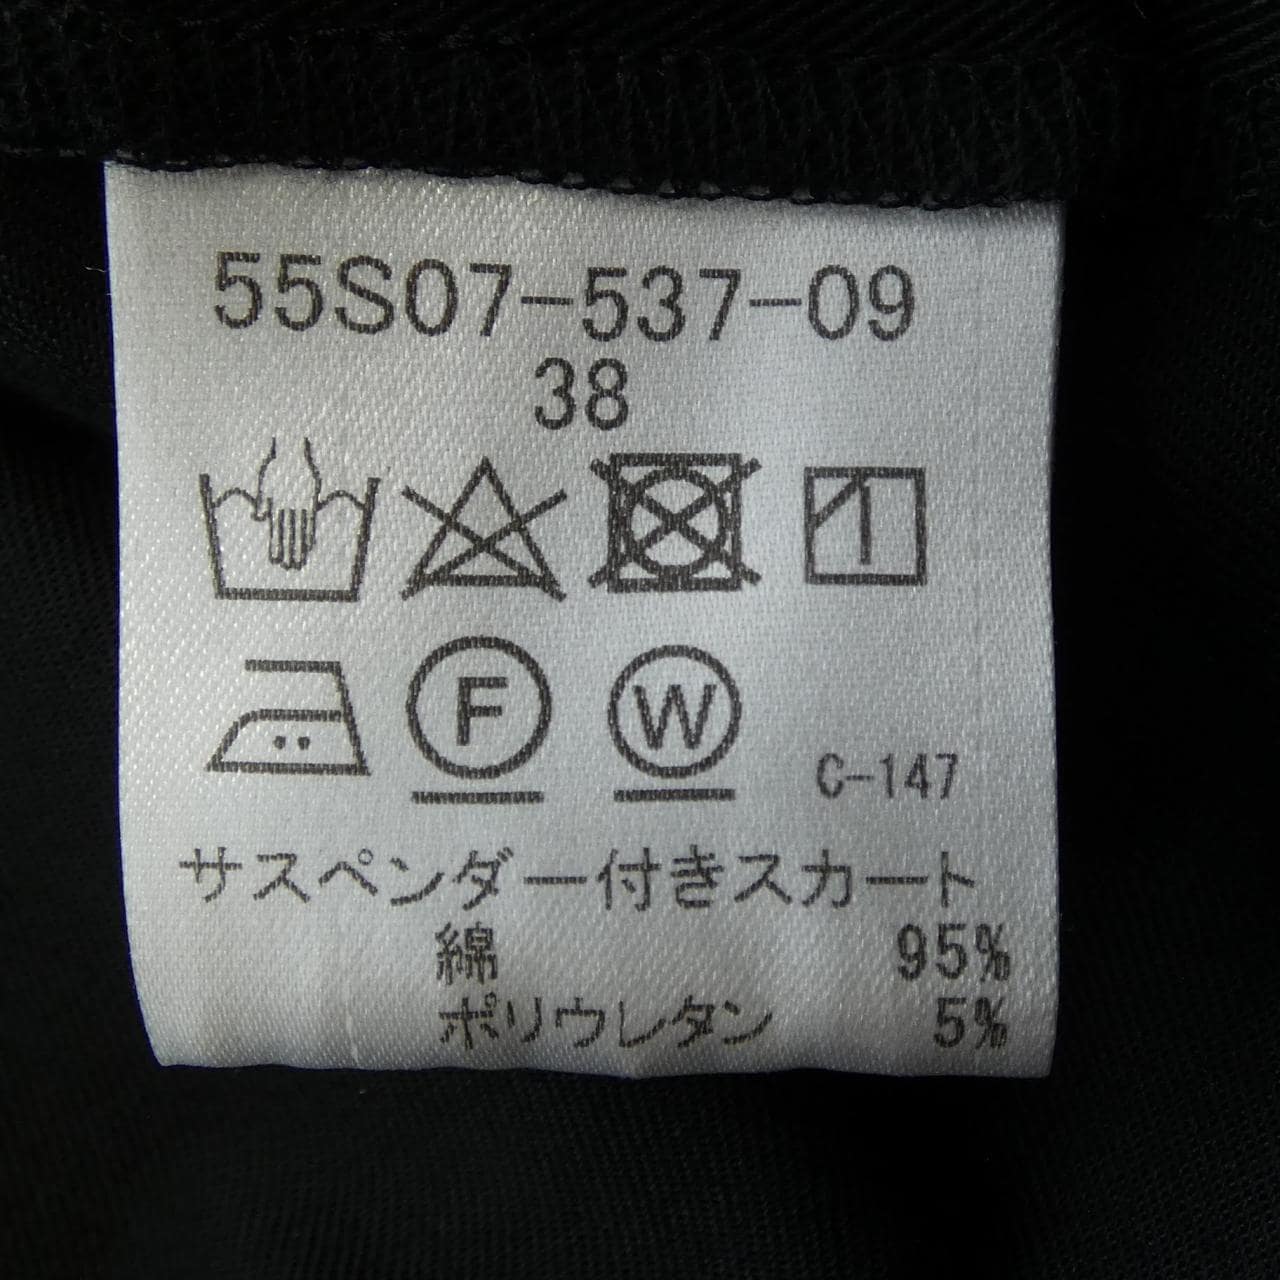 55S07-537-09
38
F W C-147
サスペンダー付きスカート
綿 95%
ポリウレタン 5%